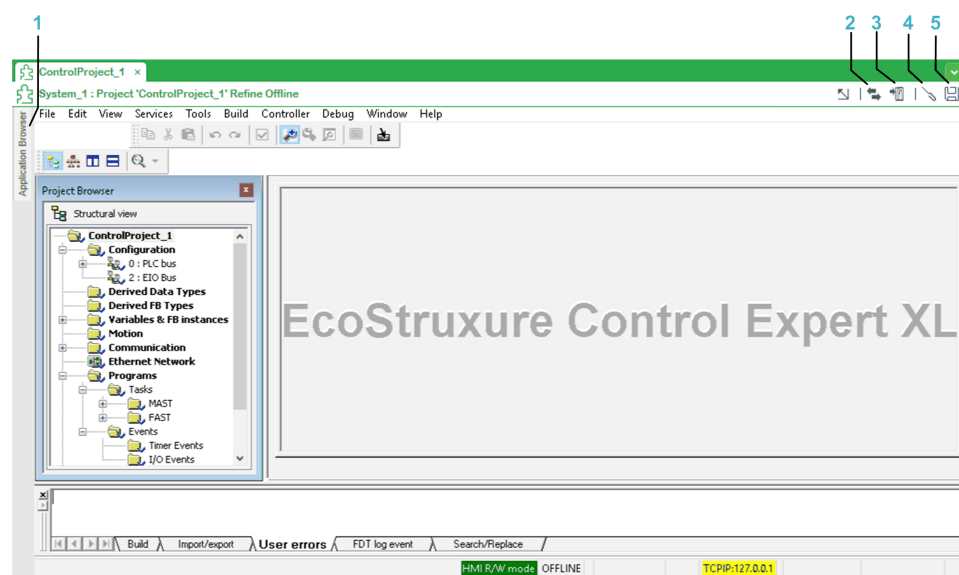 1 2 3 4 5
ControlProject_1 ×
System_1 : Project 'ControlProject_1' Refine Offline
File Edit View Services Tools Build Controller Debug Window Help
Application Browser
Project Browser
Structural view
ControlProject_1
Configuration
0 : PLC bus
2 : EIO Bus
Derived Data Types
Derived FB Types
Variables & FB instances
Motion
Communication
Ethernet Network
Programs
Tasks
MAST
FAST
Events
Timer Events
I/O Events
EcoStruxure Control Expert XL
Build Import/export User errors FDT log event Search/Replace
HMI R/W mode OFFLINE TCPIP:127.0.0.1